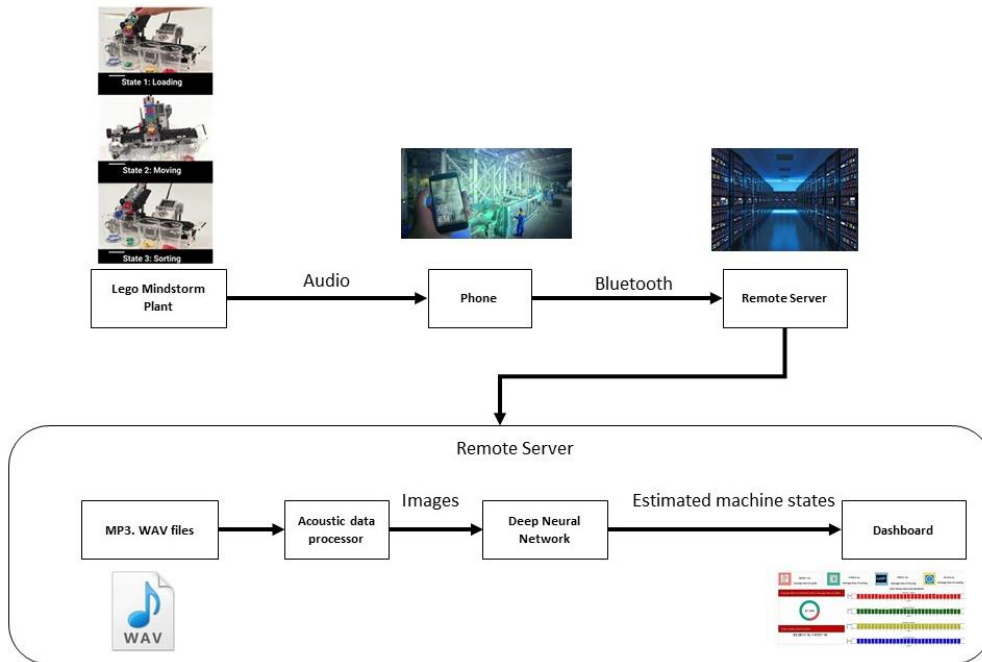 State 1: Loading
State 2: Moving
State 3: Sorting
Lego Mindstorm
Plant
Audio
Phone
Bluetooth
Remote Server
Remote Server
MP3. WAV files
Acoustic data
processor
Images
Deep Neural
Network
Estimated machine states
Dashboard
WAV